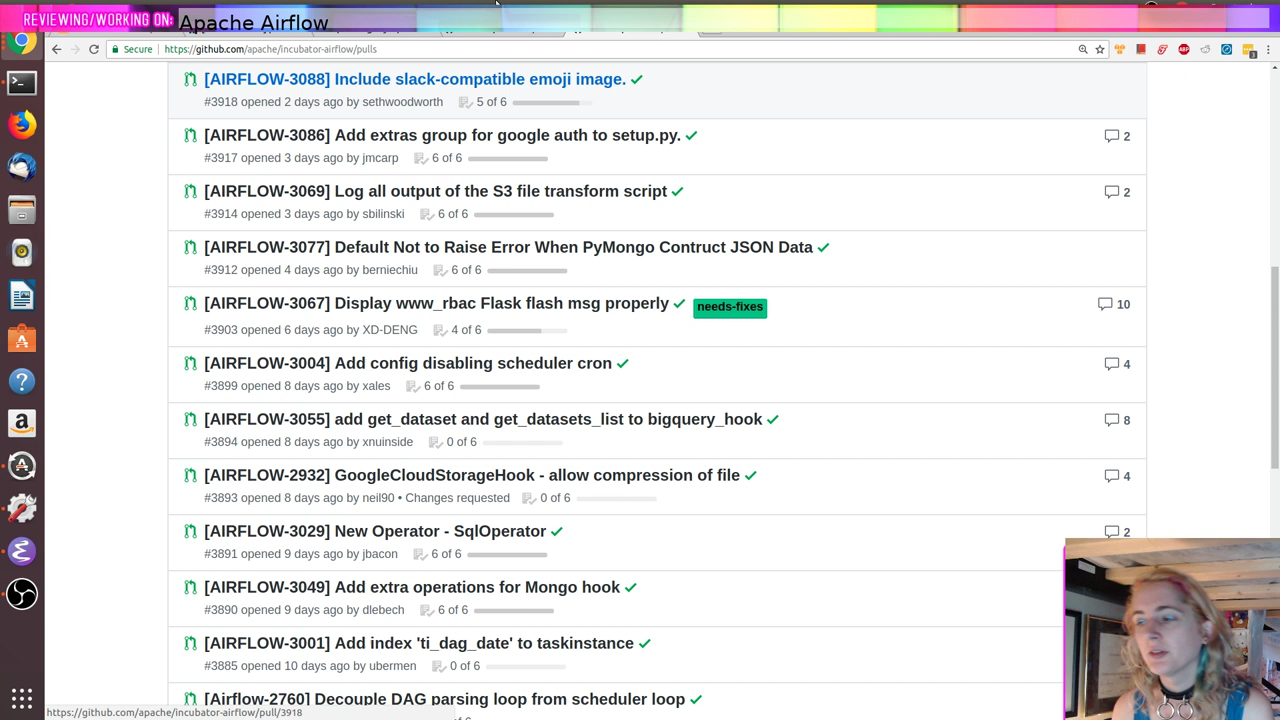 REVIEWING/WORKING ON: Apache Airflow
Secure https://github.com/apache/incubator-airflow/pulls
3
[AIRFLOW-3088] Include slack-compatible emoji image.
#3918 opened 2 days ago by sethwoodworth 5 of 6
[AIRFLOW-3086] Add extras group for google auth to setup.py. 2
#3917 opened 3 days ago by jmcarp 6 of 6
[AIRFLOW-3069] Log all output of the S3 file transform script 2
#3914 opened 3 days ago by sbilinski 6 of 6
[AIRFLOW-3077] Default Not to Raise Error When PyMongo Contruct JSON Data
#3912 opened 4 days ago by berniechiu 6 of 6
[AIRFLOW-3067] Display www_rbac Flask flash msg properly needs-fixes 10
#3903 opened 6 days ago by XD-DENG 4 of 6
[AIRFLOW-3004] Add config disabling scheduler cron 4
#3899 opened 8 days ago by xales 6 of 6
[AIRFLOW-3055] add get_dataset and get_datasets_list to bigquery_hook 8
#3894 opened 8 days ago by xnuinside 0 of 6
[AIRFLOW-2932] GoogleCloudStorageHook - allow compression of file 4
#3893 opened 8 days ago by neil90 • Changes requested 0 of 6
[AIRFLOW-3029] New Operator - SqlOperator 2
#3891 opened 9 days ago by jbacon 6 of 6
[AIRFLOW-3049] Add extra operations for Mongo hook
#3890 opened 9 days ago by dlebech 6 of 6
[AIRFLOW-3001] Add index 'ti_dag_date' to taskinstance
#3885 opened 10 days ago by ubermen 0 of 6
[Airflow-2760] Decouple DAG parsing loop from scheduler loop
https://github.com/apache/incubator-airflow/pull/3918